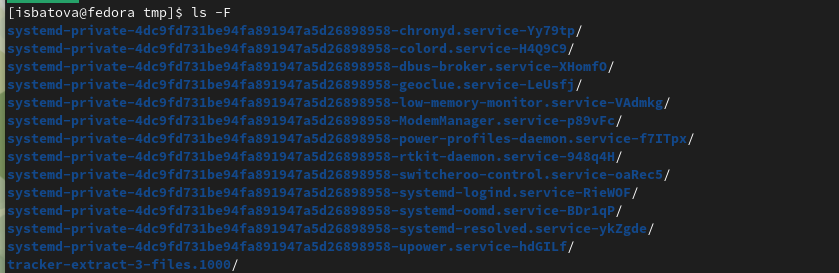 [isbatova@fedora tmp]$ ls -F
systemd-private-4dc9fd731be94fa891947a5d26898958-chronyd.service-Yy79tp/
systemd-private-4dc9fd731be94fa891947a5d26898958-colord.service-H4Q9C9/
systemd-private-4dc9fd731be94fa891947a5d26898958-dbus-broker.service-XHomfO/
systemd-private-4dc9fd731be94fa891947a5d26898958-geoclue.service-LeUsfj/
systemd-private-4dc9fd731be94fa891947a5d26898958-low-memory-monitor.service-VAdmkg/
systemd-private-4dc9fd731be94fa891947a5d26898958-ModemManager.service-p89vFc/
systemd-private-4dc9fd731be94fa891947a5d26898958-power-profiles-daemon.service-f7ITpx/
systemd-private-4dc9fd731be94fa891947a5d26898958-rtkit-daemon.service-948q4H/
systemd-private-4dc9fd731be94fa891947a5d26898958-switcheroo-control.service-oaRec5/
systemd-private-4dc9fd731be94fa891947a5d26898958-systemd-logind.service-RieWOF/
systemd-private-4dc9fd731be94fa891947a5d26898958-systemd-oomd.service-BDr1qP/
systemd-private-4dc9fd731be94fa891947a5d26898958-systemd-resolved.service-ykZgde/
systemd-private-4dc9fd731be94fa891947a5d26898958-upower.service-hdGILf/
tracker-extract-3-files.1000/